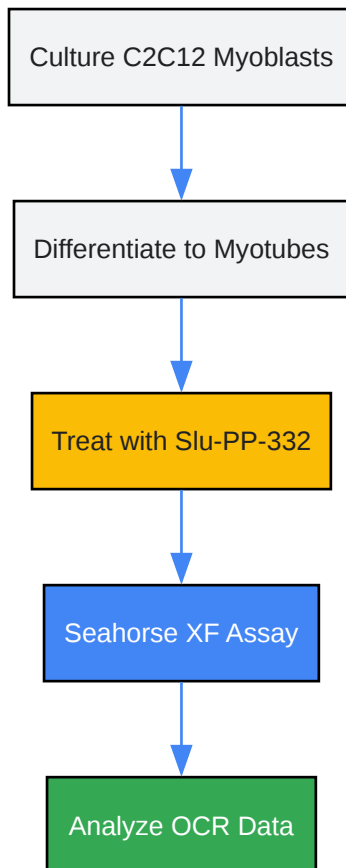 Culture C2C12 Myoblasts
Differentiate to Myotubes
Treat with Slu-PP-332
Seahorse XF Assay
Analyze OCR Data